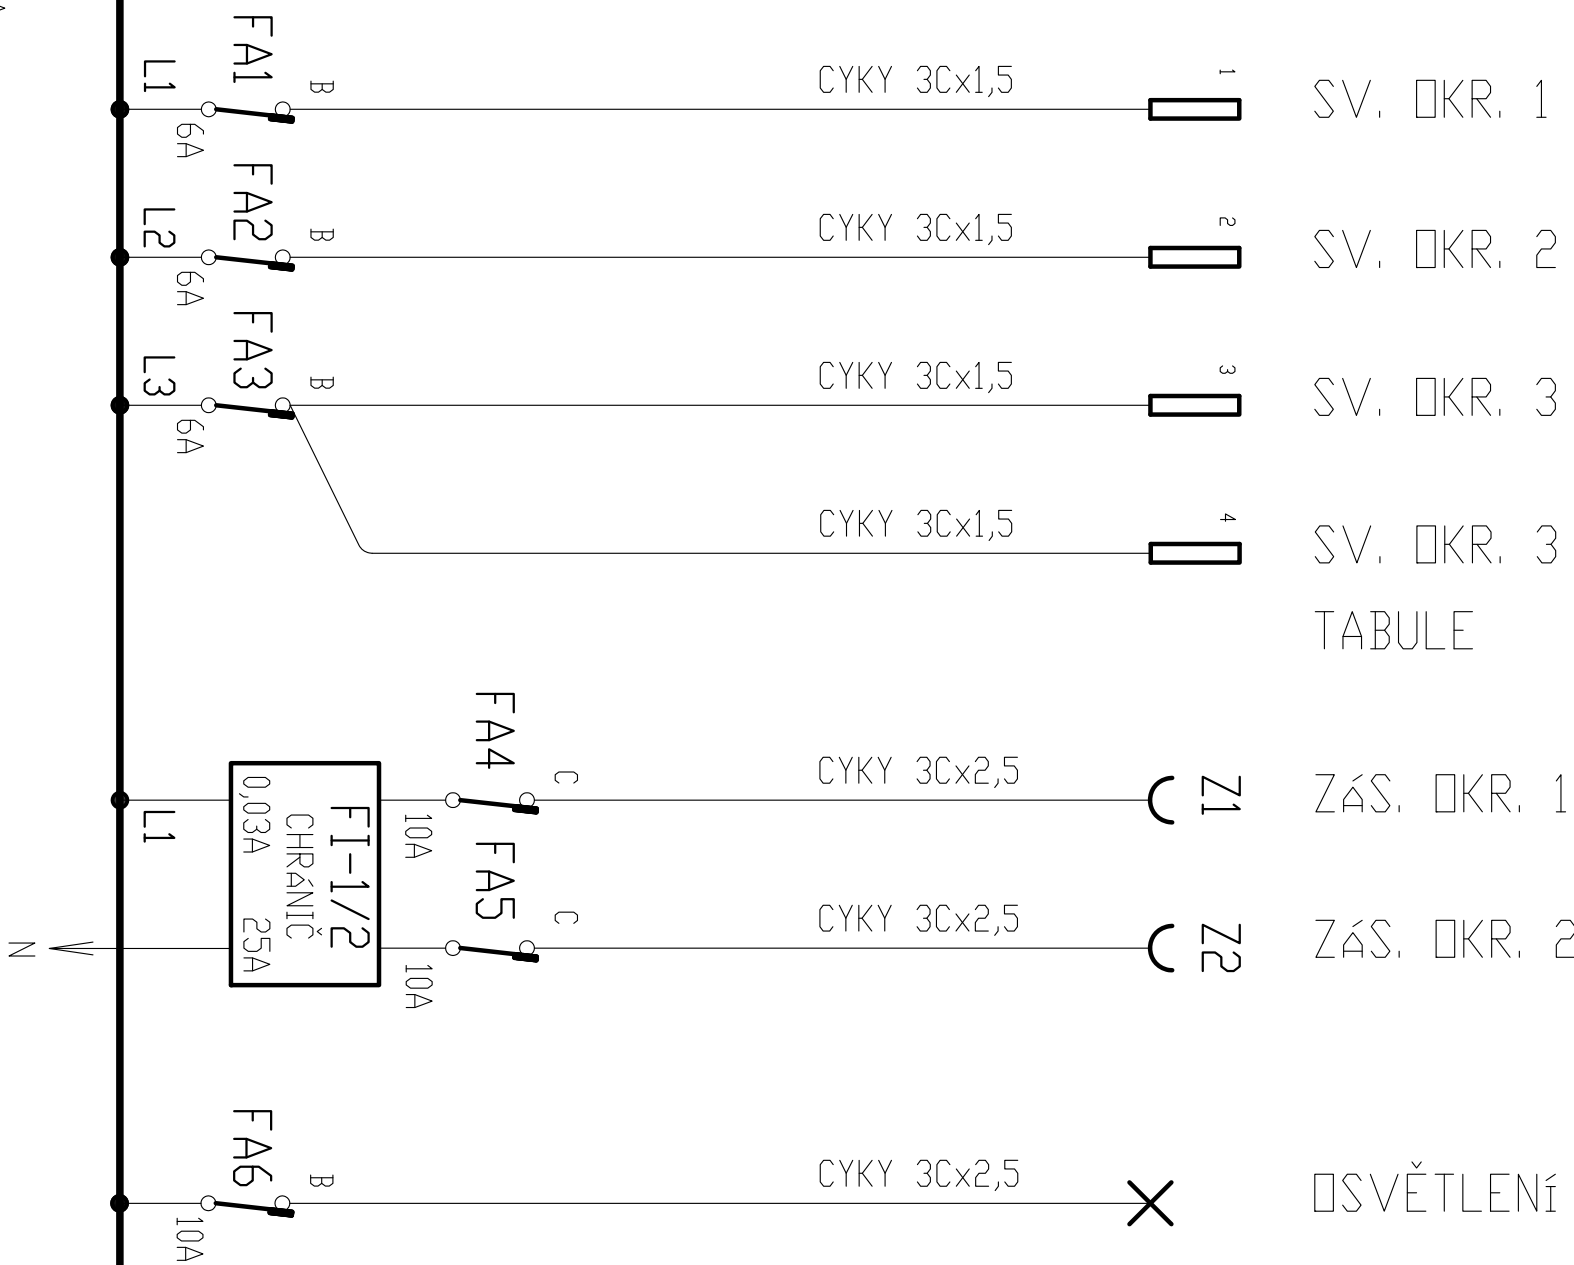 FA1
L1
B
6A
CYKY 3Cx1,5
1
SV. OKR. 1
FA2
L2
B
6A
CYKY 3Cx1,5
2
SV. OKR. 2
FA3
L3
B
6A
CYKY 3Cx1,5
3
SV. OKR. 3
CYKY 3Cx1,5
4
SV. OKR. 3
TABULE
FA4
C
10A
CYKY 3Cx2,5
Z1
ZÁS. OKR. 1
L1
FI-1/2
CHRÁNIČ
0,03A 25A
FA5
C
10A
CYKY 3Cx2,5
Z2
ZÁS. OKR. 2
N
FA6
B
10A
CYKY 3Cx2,5
OSVĚTLENÍ